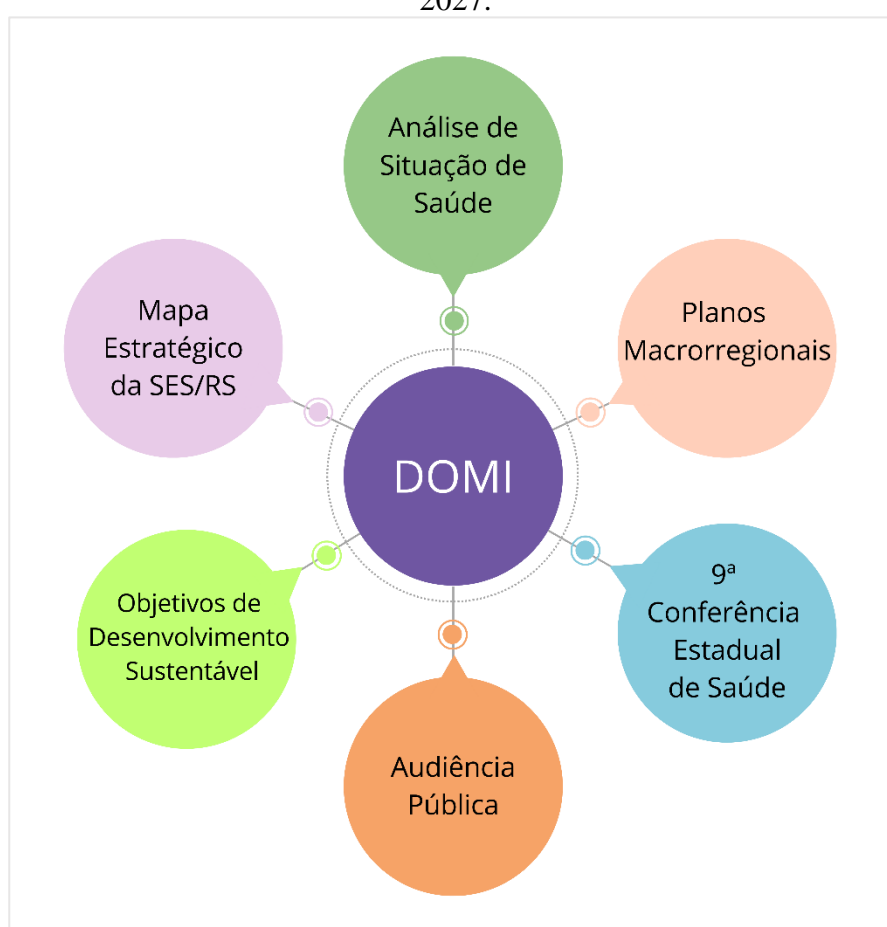 2027.
Análise de
Situação de
Saúde
Mapa
Estratégico
da SES/RS
Planos
Macrorregionais
DOMI
Objetivos de
Desenvolvimento
Sustentável
9ª
Conferência
Estadual
de Saúde
Audiência
Pública